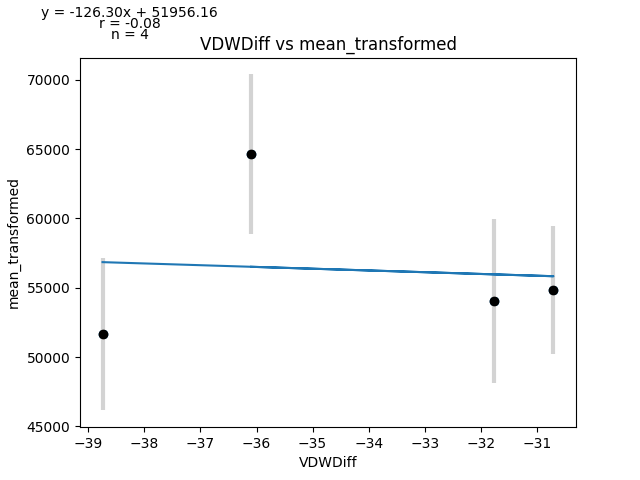 y = -126.30x + 51956.16
r = -0.08
n = 4
VDWDiff vs mean_transformed
70000
65000
60000
55000
50000
45000
mean_transformed
−39 −38 −37 −36 −35 −34 −33 −32 −31
VDWDiff